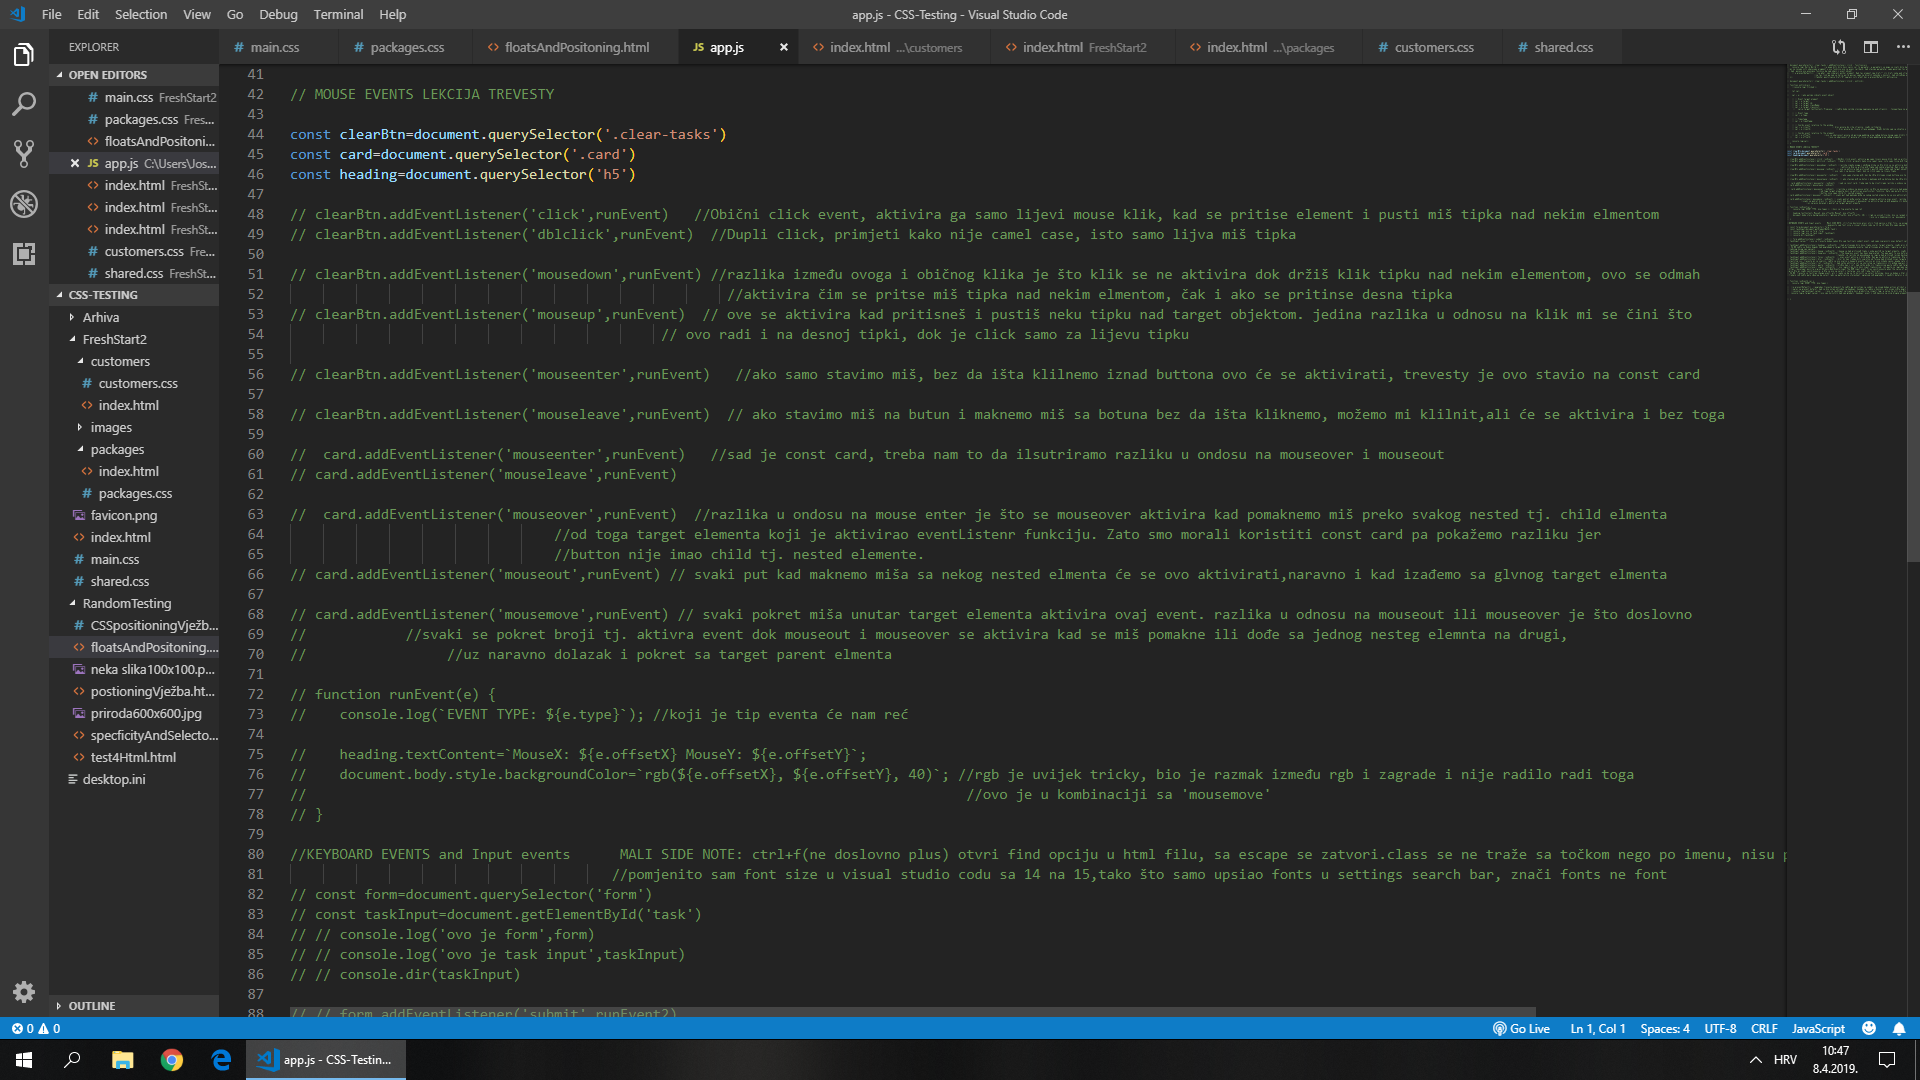 File Edit Selection View Go Debug Terminal Help
app.js - CSS-Testing - Visual Studio Code
EXPLORER
main.css packages.css floatsAndPositoning.html app.js index.html ...\customers index.html FreshStart2 index.html ...\packages customers.css shared.css
OPEN EDITORS
main.css FreshStart2
packages.css Fres...
floatsAndPositoni...
app.js C:\Users\Jos...
index.html FreshSt...
index.html FreshSt...
index.html FreshSt...
customers.css Fre...
shared.css FreshSt...
CSS-TESTING
Arhiva
FreshStart2
customers
customers.css
index.html
images
packages
index.html
packages.css
favicon.png
index.html
main.css
shared.css
RandomTesting
CSSpositioningVježb...
floatsAndPositoning....
neka slika100x100.p...
postioningVježba.ht...
priroda600x600.jpg
specficityAndSelecto...
test4Html.html
desktop.ini
OUTLINE
41
42 // MOUSE EVENTS LEKCIJA TREVESTY
43
44 const clearBtn=document.querySelector('.clear-tasks')
45 const card=document.querySelector('.card')
46 const heading=document.querySelector('h5')
47
48 // clearBtn.addEventListener('click',runEvent) //Obični click event, aktivira ga samo lijevi mouse klik, kad se pritise element i pusti miš tipka nad nekim elmentom
49 // clearBtn.addEventListener('dblclick',runEvent) //Dupli click, primjeti kako nije camel case, isto samo lijva miš tipka
50
51 // clearBtn.addEventListener('mousedown',runEvent) //razlika između ovoga i običnog klika je što klik se ne aktivira dok držiš klik tipku nad nekim elementom, ovo se odmah
52 //aktivira čim se pritse miš tipka nad nekim elmentom, čak i ako se pritinse desna tipka
53 // clearBtn.addEventListener('mouseup',runEvent) // ove se aktivira kad pritisneš i pustiš neku tipku nad target objektom. jedina razlika u odnosu na klik mi se čini što
54 // ovo radi i na desnoj tipki, dok je click samo za lijevu tipku
55
56 // clearBtn.addEventListener('mouseenter',runEvent) //ako samo stavimo miš, bez da išta klilnemo iznad buttona ovo će se aktivirati, trevesty je ovo stavio na const card
57
58 // clearBtn.addEventListener('mouseleave',runEvent) // ako stavimo miš na butun i maknemo miš sa botuna bez da išta kliknemo, možemo mi klilnit,ali će se aktivira i bez toga
59
60 // card.addEventListener('mouseenter',runEvent) //sad je const card, treba nam to da ilsutriramo razliku u ondosu na mouseover i mouseout
61 // card.addEventListener('mouseleave',runEvent)
62
63 // card.addEventListener('mouseover',runEvent) //razlika u ondosu na mouse enter je što se mouseover aktivira kad pomaknemo miš preko svakog nested tj. child elmenta
64 //od toga target elementa koji je aktivirao eventListenr funkciju. Zato smo morali koristiti const card pa pokažemo razliku jer
65 //button nije imao child tj. nested elemente.
66 // card.addEventListener('mouseout',runEvent) // svaki put kad maknemo miša sa nekog nested elmenta će se ovo aktivirati,naravno i kad izađemo sa glvnog target elmenta
67
68 // card.addEventListener('mousemove',runEvent) // svaki pokret miša unutar target elementa aktivira ovaj event. razlika u odnosu na mouseout ili mouseover je što doslovno
69 // //svaki se pokret broji tj. aktivra event dok mouseout i mouseover se aktivira kad se miš pomakne ili dođe sa jednog nesteg elemnta na drugi,
70 // //uz naravno dolazak i pokret sa target parent elmenta
71
72 // function runEvent(e) {
73 // console.log(`EVENT TYPE: ${e.type}`); //koji je tip eventa će nam reć
74
75 // heading.textContent=`MouseX: ${e.offsetX} MouseY: ${e.offsetY}`;
76 // document.body.style.backgroundColor=`rgb(${e.offsetX}, ${e.offsetY}, 40)`; //rgb je uvijek tricky, bio je razmak između rgb i zagrade i nije radilo radi toga
77 // //ovo je u kombinaciji sa 'mousemove'
78 // }
79
80 //KEYBOARD EVENTS and Input events MALI SIDE NOTE: ctrl+f(ne doslovno plus) otvri find opciju u html filu, sa escape se zatvori.class se ne traže sa točkom nego po imenu, nisu
81 //pomjenito sam font size u visual studio codu sa 14 na 15,tako što samo upsiao fonts u settings search bar, znači fonts ne font
82 // const form=document.querySelector('form')
83 // const taskInput=document.getElementById('task')
84 // // console.log('ovo je form',form)
85 // // console.log('ovo je task input',taskInput)
86 // // console.dir(taskInput)
87
88 // // form.addEventListener('submit',runEvent2)
0 0 Go Live Ln 1, Col 1 Spaces: 4 UTF-8 CRLF JavaScript
app.js - CSS-Testin... HRV 10:47
8.4.2019.